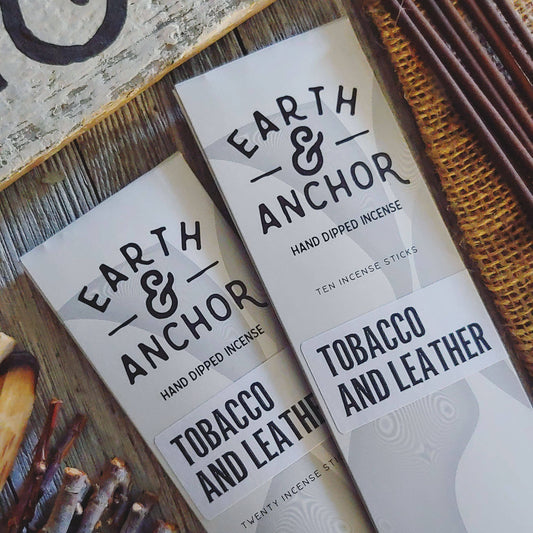 EARTH
&
ANCHOR
HAND DIPPED INCENSE
TOBACCO
AND LEATHER
TWENTY INCENSE STICKS
EARTH
&
ANCHOR
HAND DIPPED INCENSE
TEN INCENSE STICKS
TOBACCO
AND LEATHER